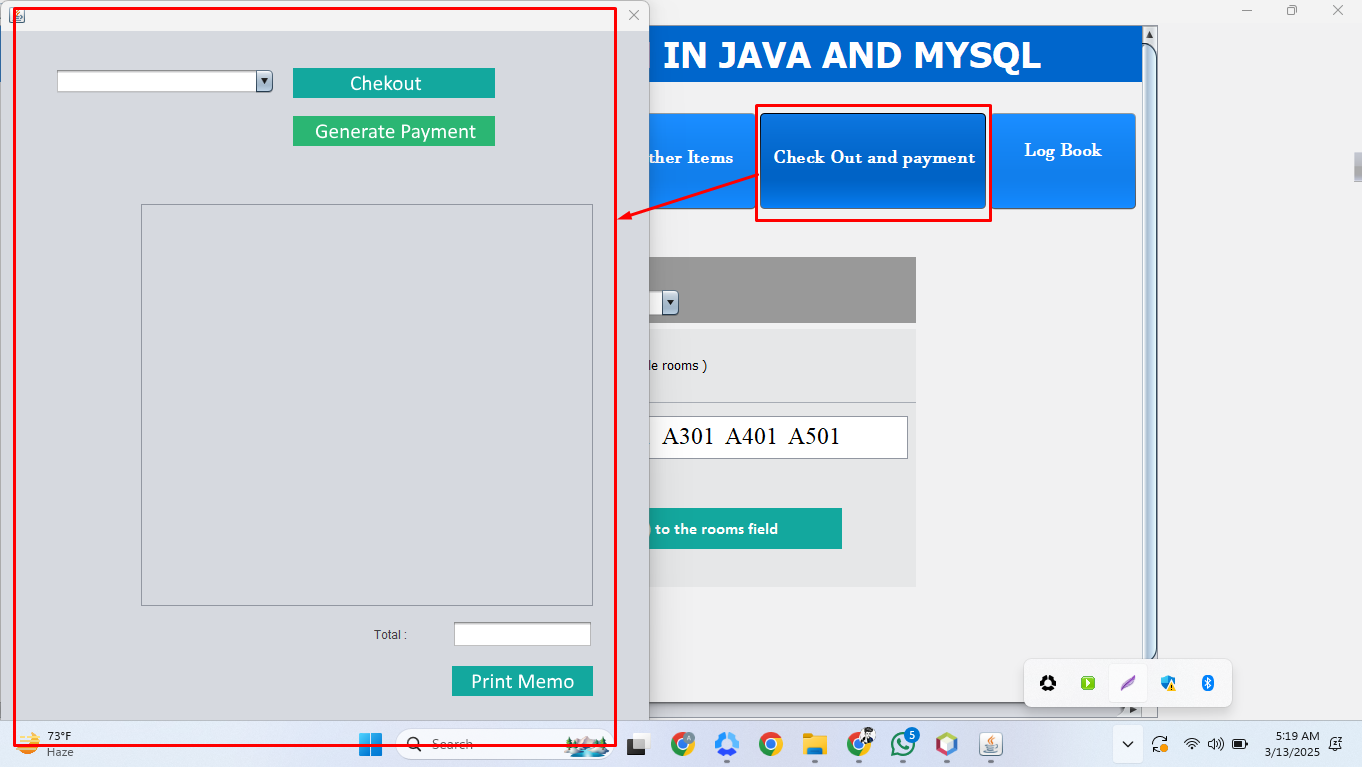 IN JAVA AND MYSQL
Chekout
Generate Payment
ther Items
Check Out and payment
Log Book
le rooms )
A301 A401 A501
to the rooms field
Total :
Print Memo
73°F
Haze
Search
5
5:19 AM
3/13/2025